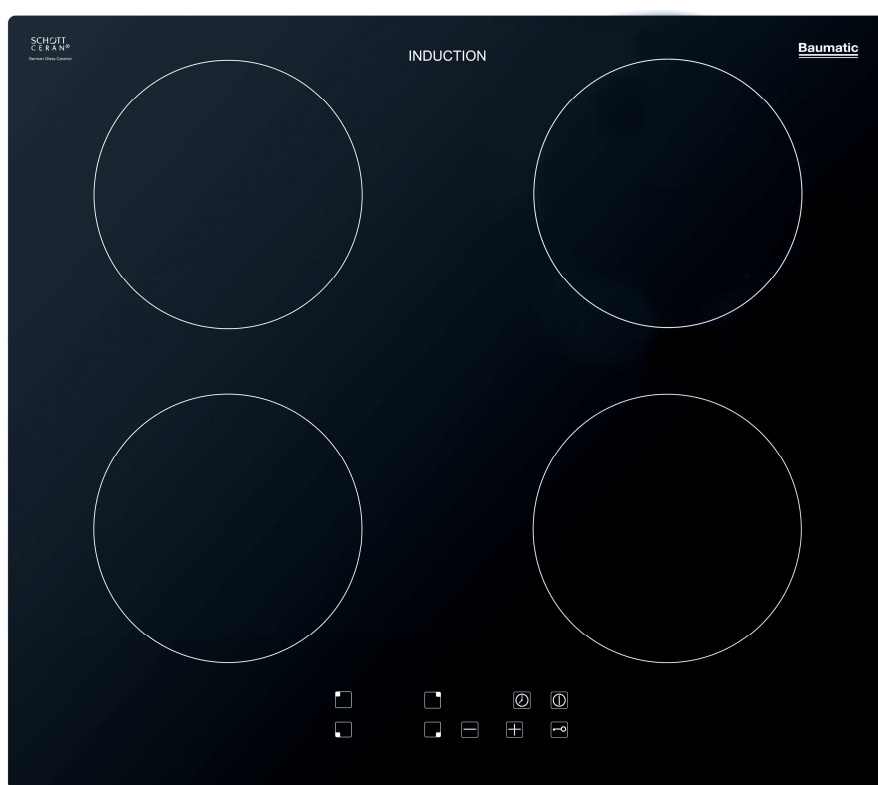 SCHOTT
CERAN®
German Glass Ceramic
INDUCTION
Baumatic